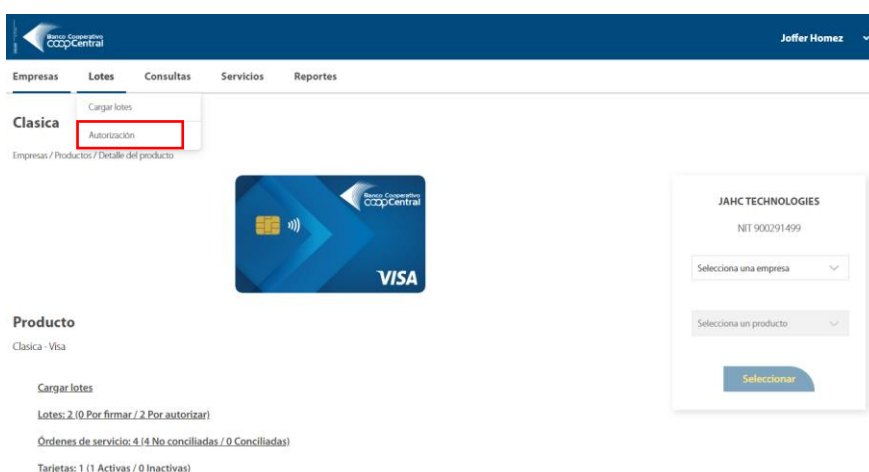 Banco Cooperativo
COOPCentral
Joffer Homez
Empresas Lotes Consultas Servicios Reportes
Cargar lotes
Autorización
Clasica
Empresas / Productos / Detalle del producto
Banco Cooperativo
COOPCentral
VISA
JAHC TECHNOLOGIES
NIT 900291499
Selecciona una empresa
Selecciona un producto
Seleccionar
Producto
Clasica - Visa
Cargar lotes
Lotes: 2 (0 Por firmar / 2 Por autorizar)
Órdenes de servicio: 4 (4 No conciliadas / 0 Conciliadas)
Tarjetas: 1 (1 Activas / 0 Inactivas)